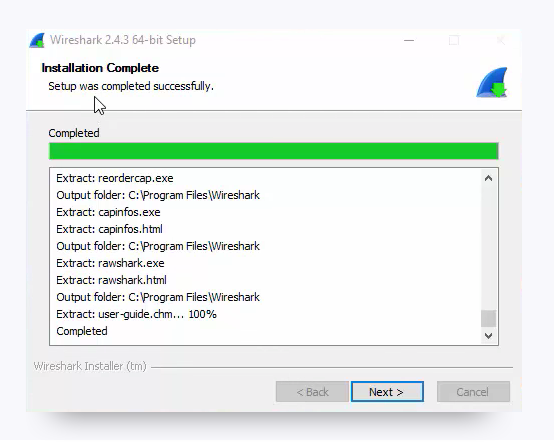 Wireshark 2.4.3 64-bit Setup
Installation Complete
Setup was completed successfully.
Completed
Extract: reordercap.exe
Output folder: C:\Program Files\Wireshark
Extract: capinfos.exe
Extract: capinfos.html
Output folder: C:\Program Files\Wireshark
Extract: rawshark.exe
Extract: rawshark.html
Output folder: C:\Program Files\Wireshark
Extract: user-guide.chm... 100%
Completed
Wireshark Installer (tm)
< Back Next > Cancel